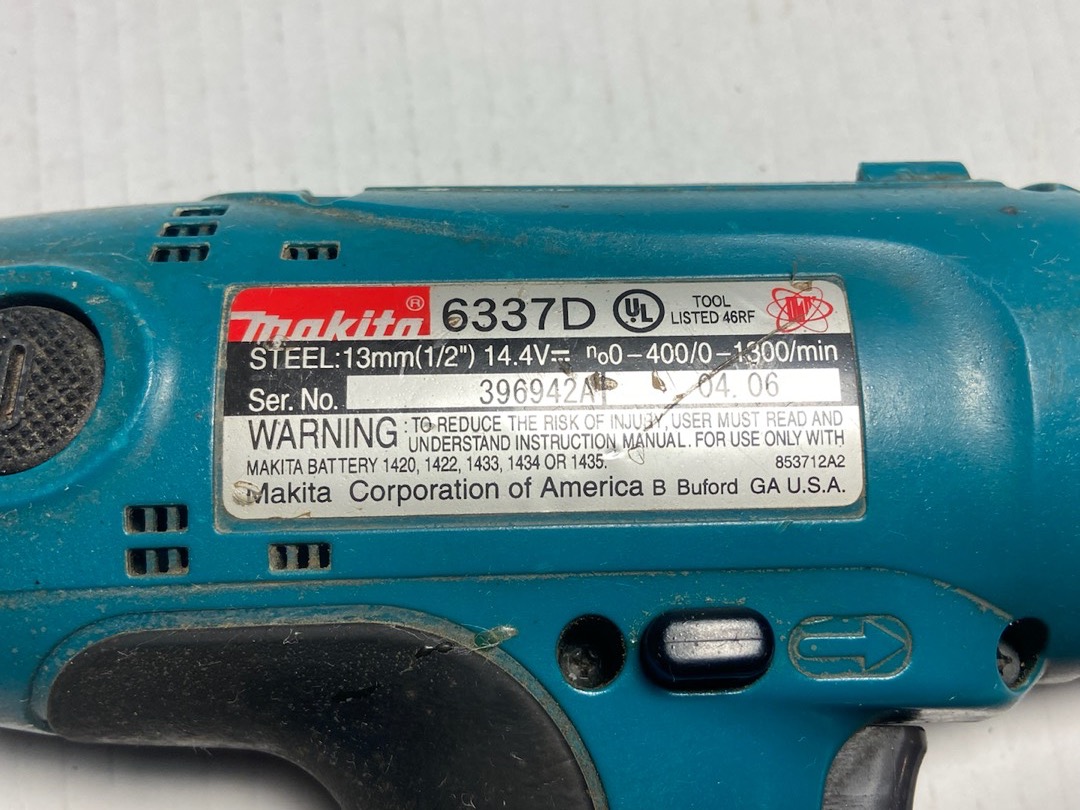 Makita® 6337D UL TOOL
LISTED 46RF
STEEL:13mm(1/2") 14.4V⎓ n₀0-400/0-1300/min
Ser. No. 396942A 04. 06
WARNING : TO REDUCE THE RISK OF INJURY, USER MUST READ AND
UNDERSTAND INSTRUCTION MANUAL. FOR USE ONLY WITH
MAKITA BATTERY 1420, 1422, 1433, 1434 OR 1435. 853712A2
Makita Corporation of America B Buford GA U.S.A.